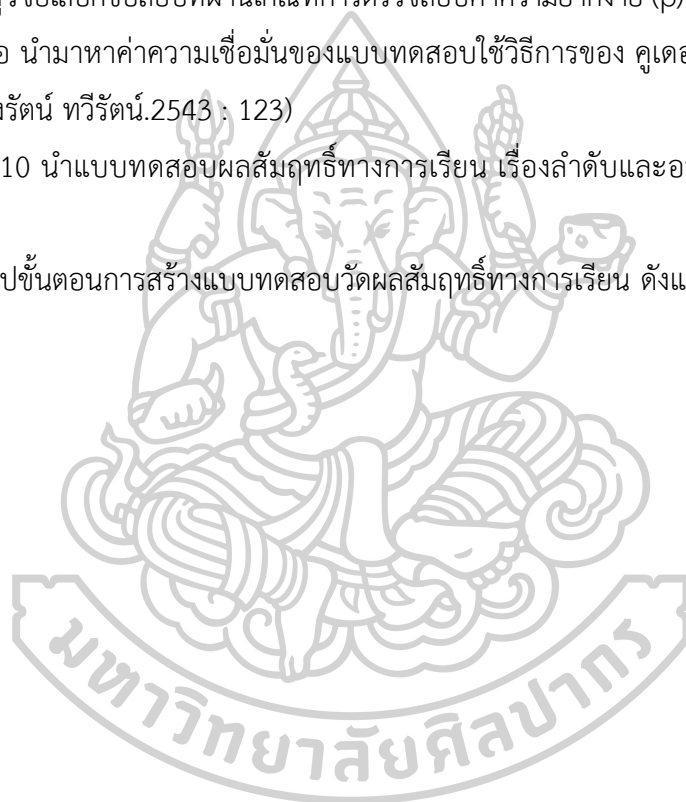 ผู้วิจัยเลือกข้อสอบที่ผ่านเกณฑ์การตรวจสอบค่าความยากง่าย (p)
นำมาหาค่าความเชื่อมั่นของแบบทดสอบใช้วิธีการของ คูเดอ
งรัตน์ ทวีรัตน์.2543 : 123)
10 นำแบบทดสอบผลสัมฤทธิ์ทางการเรียน เรื่องลำดับและอ
ปขั้นตอนการสร้างแบบทดสอบวัดผลสัมฤทธิ์ทางการเรียน ดังแ
มหาวิทยาลัยศิลปากร